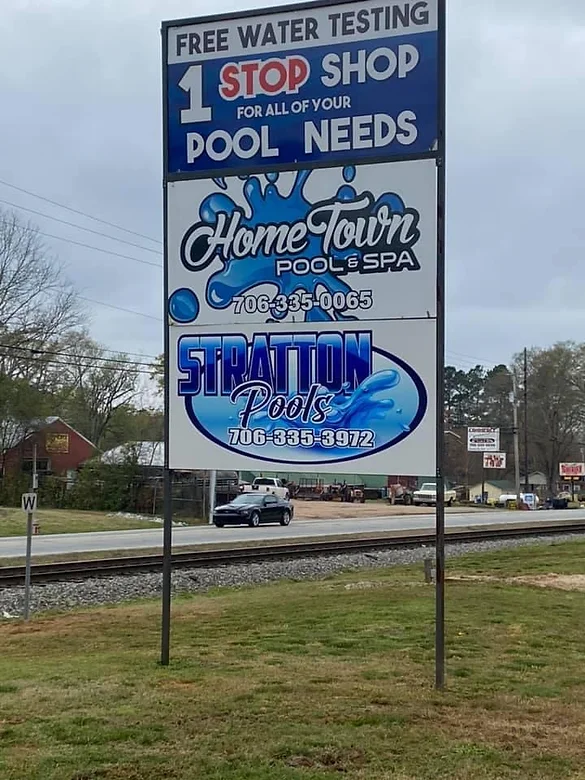 FREE WATER TESTING
1 STOP SHOP
FOR ALL OF YOUR
POOL NEEDS
Home Town
POOL & SPA
706-335-0065
STRATTON
Pools
706-335-3972
W